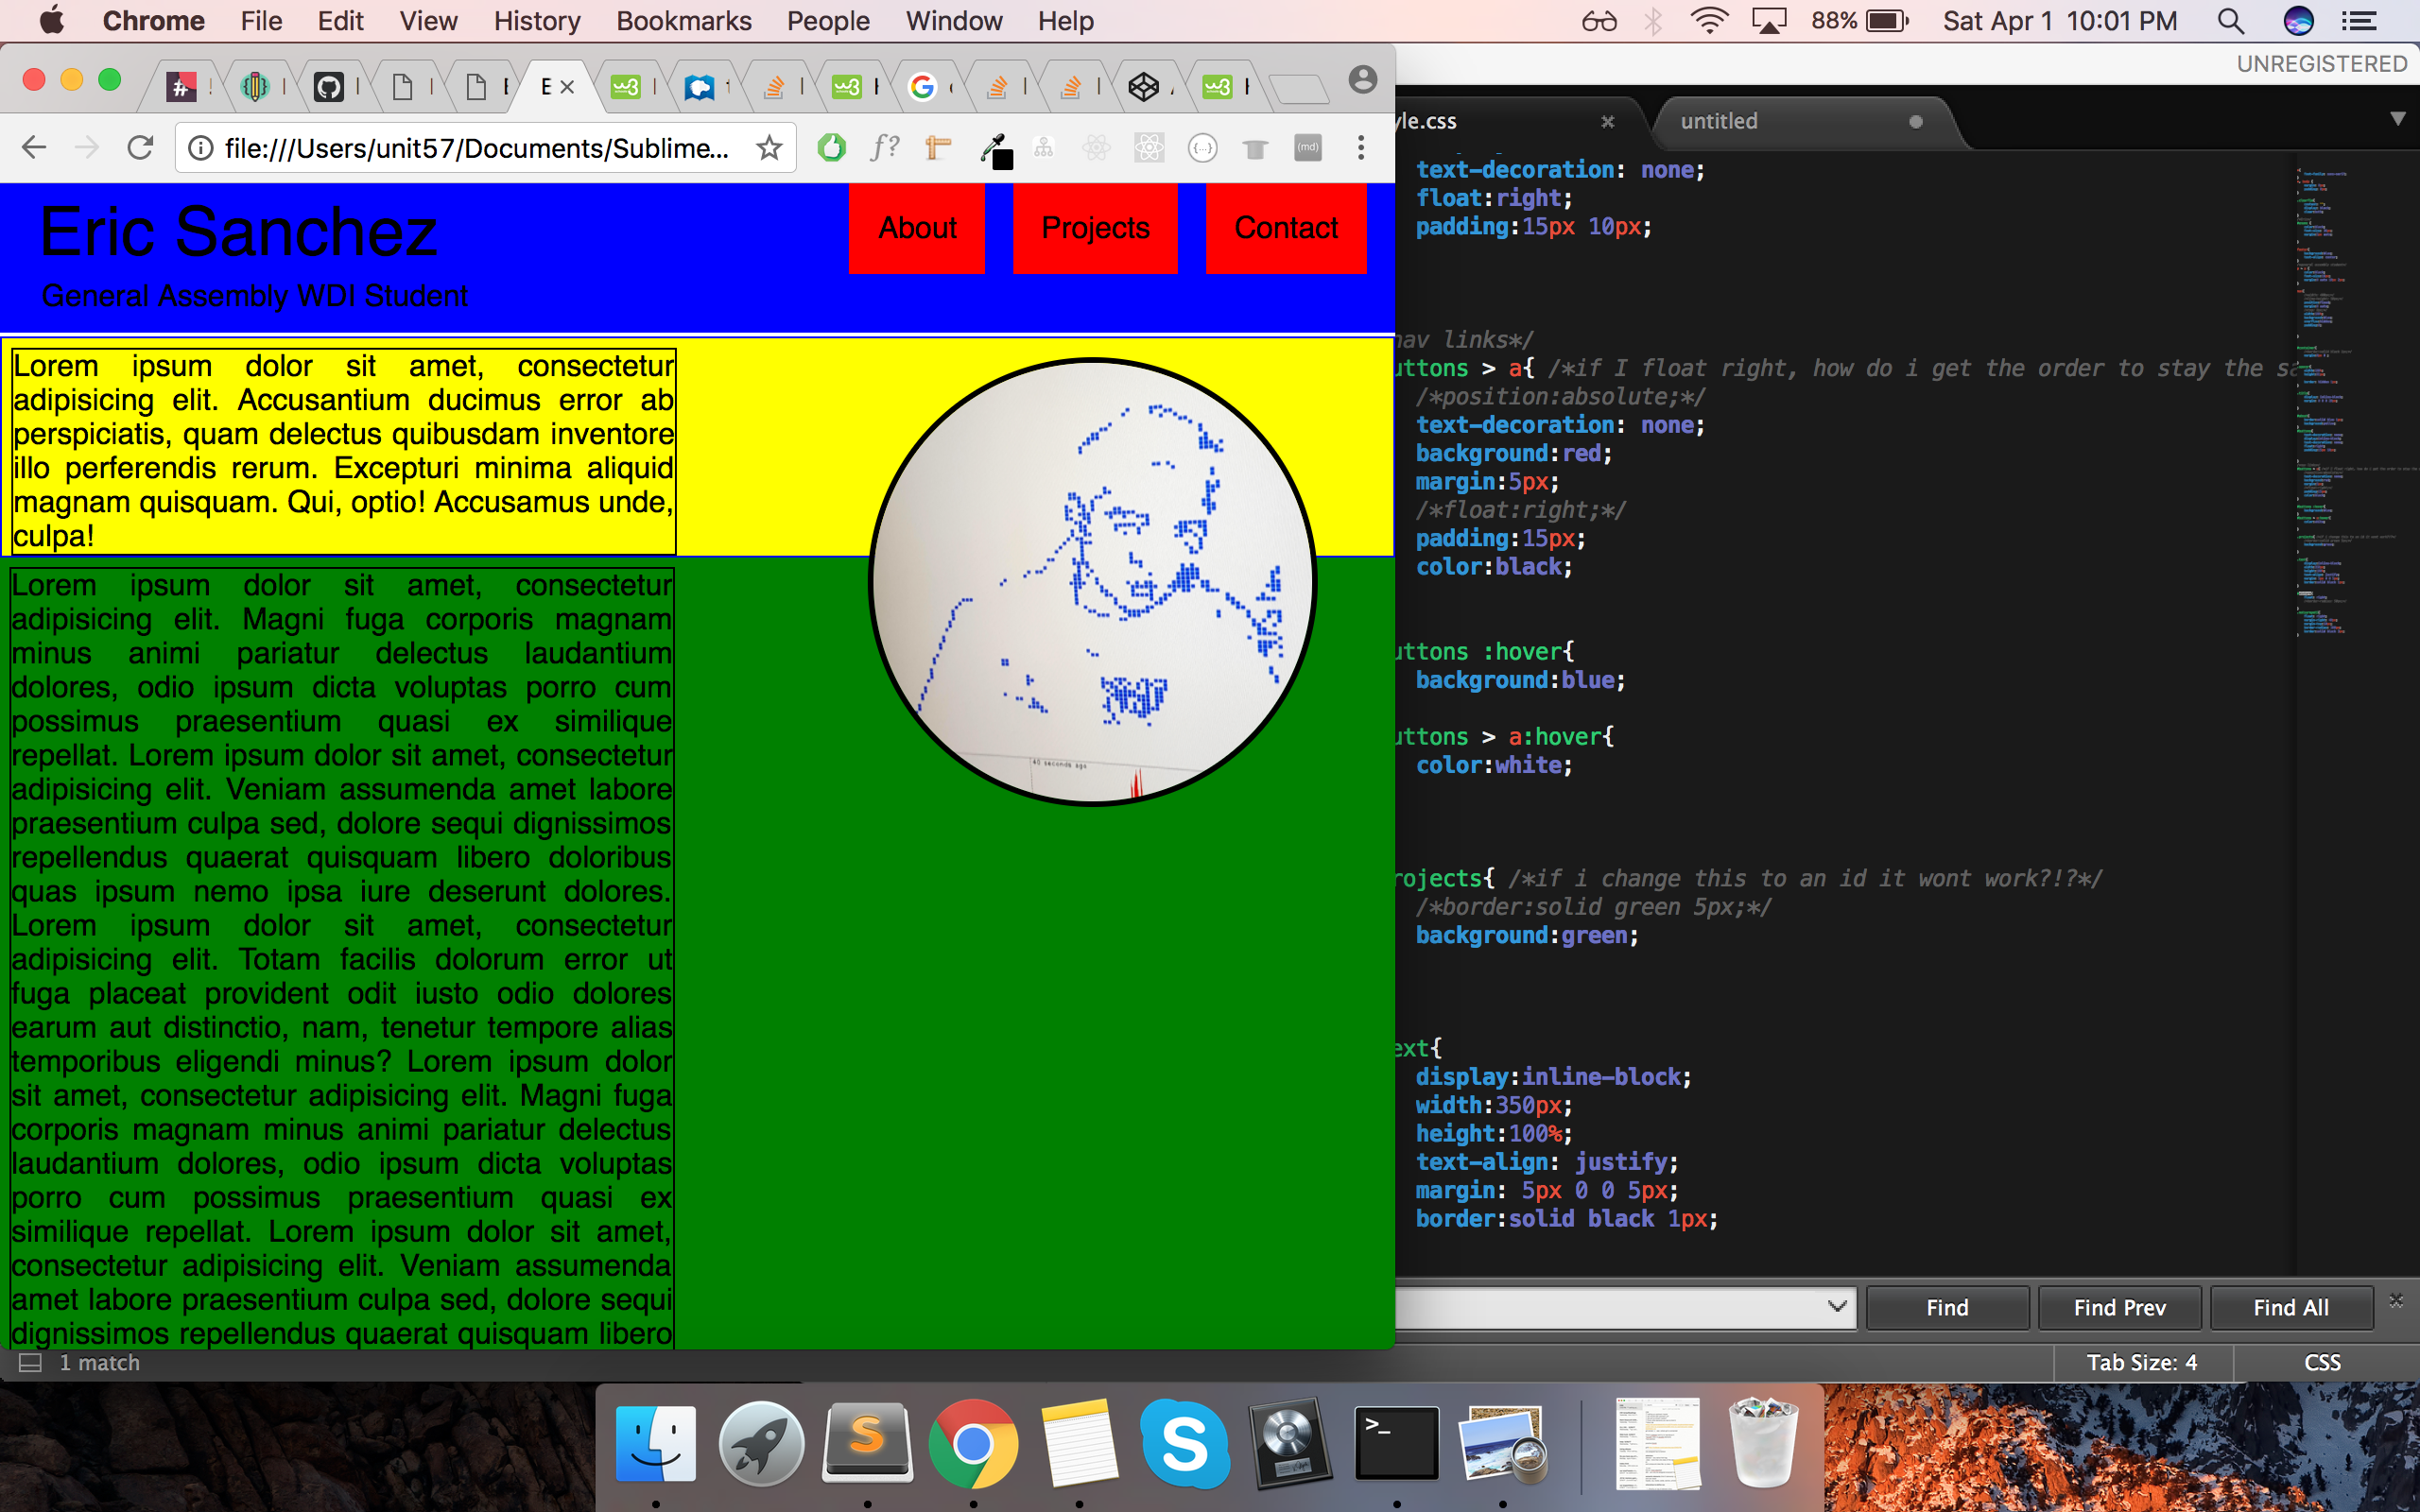 Chrome File Edit View History Bookmarks People Window Help 88% Sat Apr 1 10:01 PM
UNREGISTERED
E
file:///Users/unit57/Documents/Sublime...
f?
{...}
(md)
Eric Sanchez
General Assembly WDI Student
About
Projects
Contact
Lorem ipsum dolor sit amet, consectetur
adipisicing elit. Accusantium ducimus error ab
perspiciatis, quam delectus quibusdam inventore
illo perferendis rerum. Excepturi minima aliquid
magnam quisquam. Qui, optio! Accusamus unde,
culpa!
Lorem ipsum dolor sit amet, consectetur
adipisicing elit. Magni fuga corporis magnam
minus animi pariatur delectus laudantium
dolores, odio ipsum dicta voluptas porro cum
possimus praesentium quasi ex similique
repellat. Lorem ipsum dolor sit amet, consectetur
adipisicing elit. Veniam assumenda amet labore
praesentium culpa sed, dolore sequi dignissimos
repellendus quaerat quisquam libero doloribus
quas ipsum nemo ipsa iure deserunt dolores.
Lorem ipsum dolor sit amet, consectetur
adipisicing elit. Totam facilis dolorum error ut
fuga placeat provident odit iusto odio dolores
earum aut distinctio, nam, tenetur tempore alias
temporibus eligendi minus? Lorem ipsum dolor
sit amet, consectetur adipisicing elit. Magni fuga
corporis magnam minus animi pariatur delectus
laudantium dolores, odio ipsum dicta voluptas
porro cum possimus praesentium quasi ex
similique repellat. Lorem ipsum dolor sit amet,
consectetur adipisicing elit. Veniam assumenda
amet labore praesentium culpa sed, dolore sequi
dignissimos repellendus quaerat quisquam libero
40 seconds ago
yle.css
untitled
text-decoration: none;
float:right;
padding:15px 10px;
nav links*/
uttons > a{ /*if I float right, how do i get the order to stay the sa
/*position:absolute;*/
text-decoration: none;
background:red;
margin:5px;
/*float:right;*/
padding:15px;
color:black;
uttons :hover{
background:blue;
uttons > a:hover{
color:white;
rojects{ /*if i change this to an id it wont work?!?*/
/*border:solid green 5px;*/
background:green;
ext{
display:inline-block;
width:350px;
height:100%;
text-align: justify;
margin: 5px 0 0 5px;
border:solid black 1px;
Find
Find Prev
Find All
1 match
Tab Size: 4
CSS